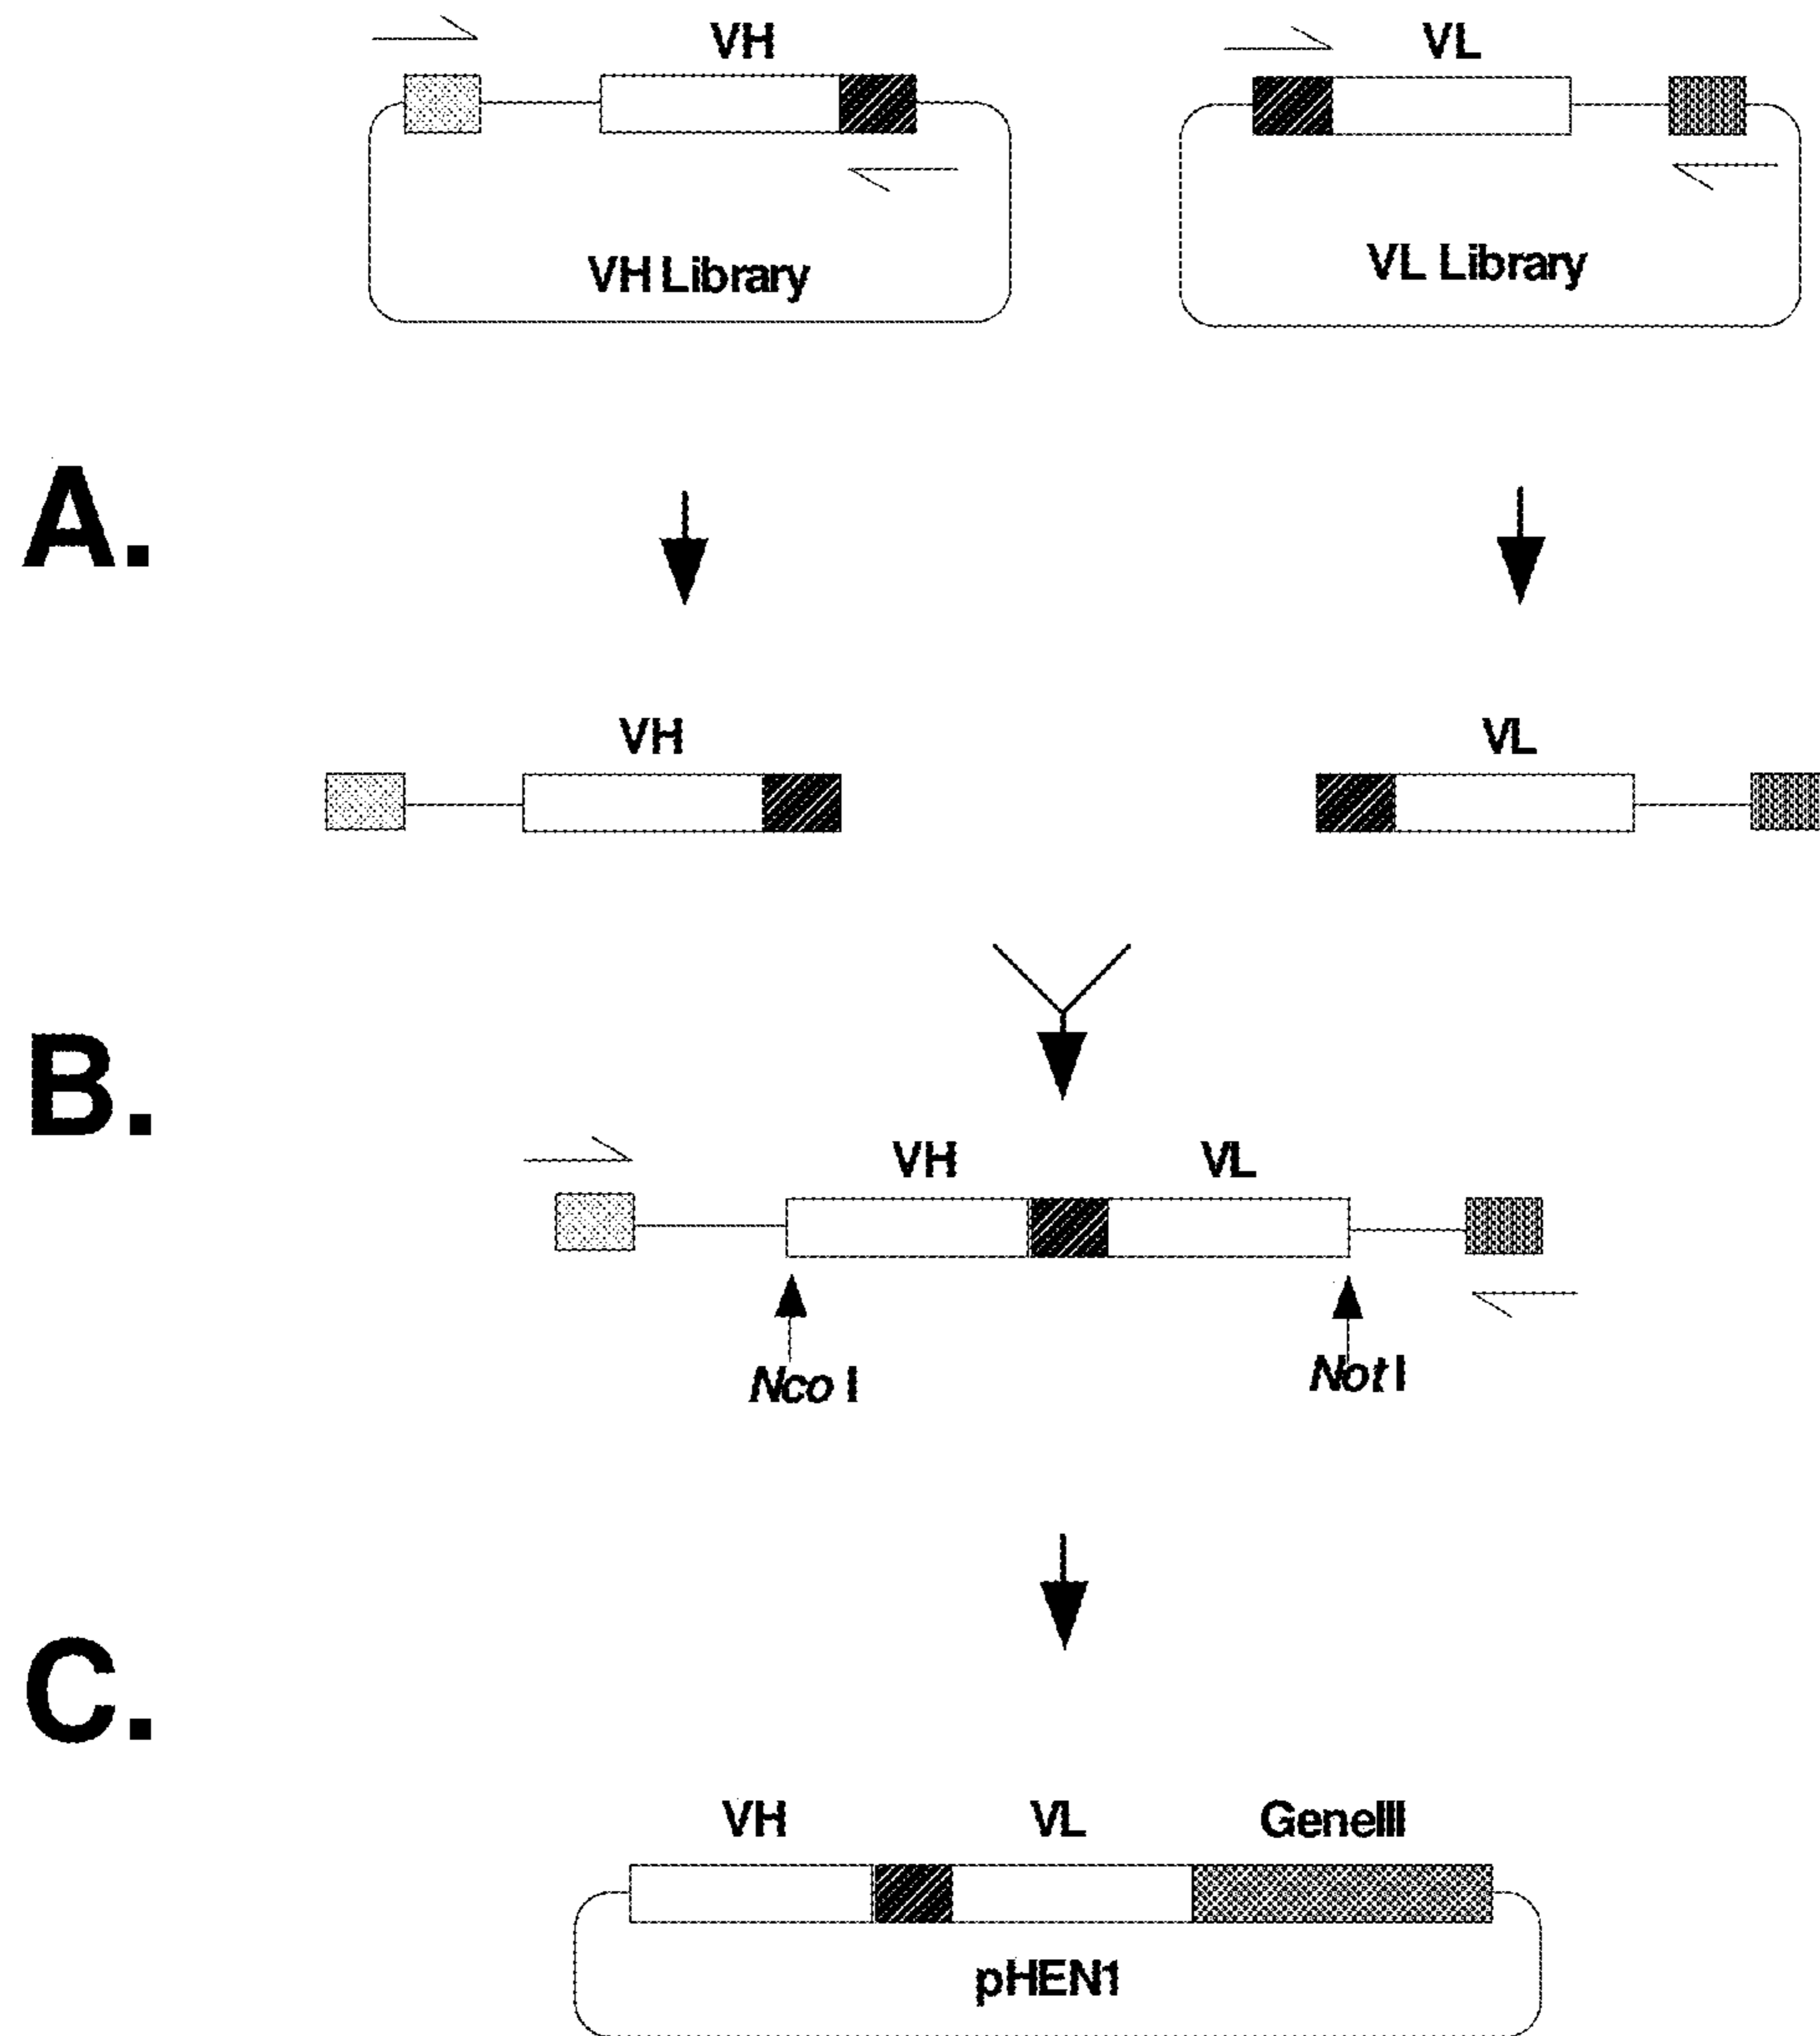 VH VL
VH Library VL Library
A.
VH VL
B.
VH VL
Nco I Not I
C.
VH VL GeneIII
pHEN1